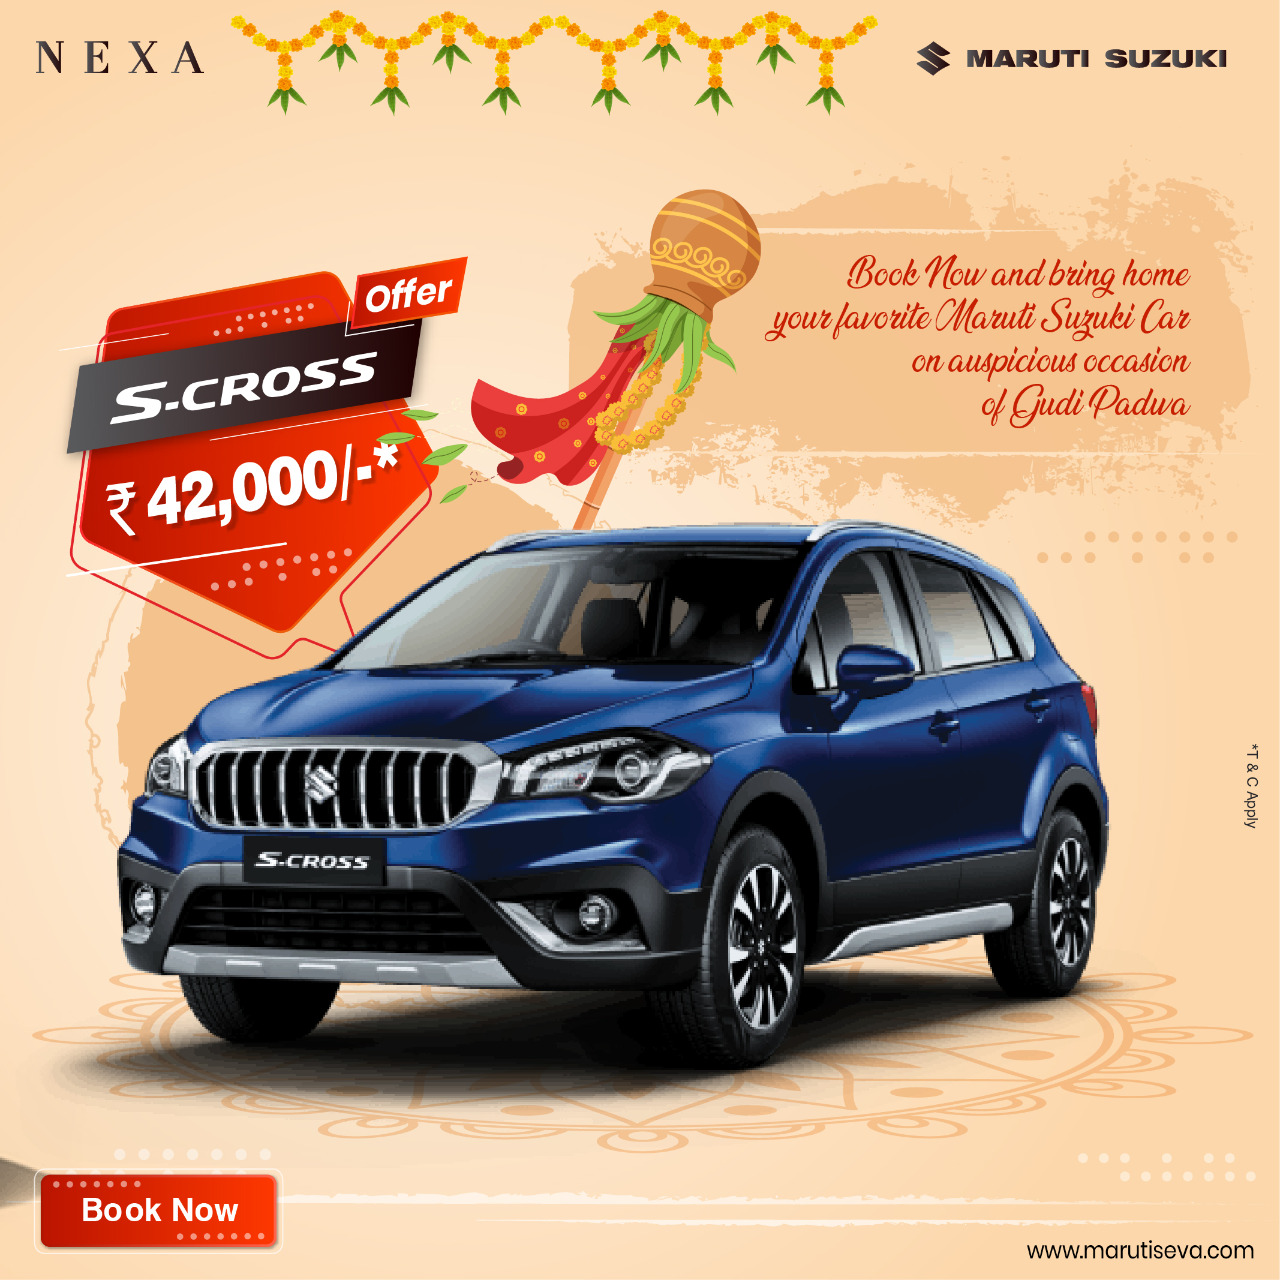 NEXA
MARUTI SUZUKI
Offer
S-CROSS
₹ 42,000/-*
Book Now and bring home
your favorite Maruti Suzuki Car
on auspicious occasion
of Gudi Padwa
S-CROSS
*T & C Apply
Book Now
www.marutiseva.com